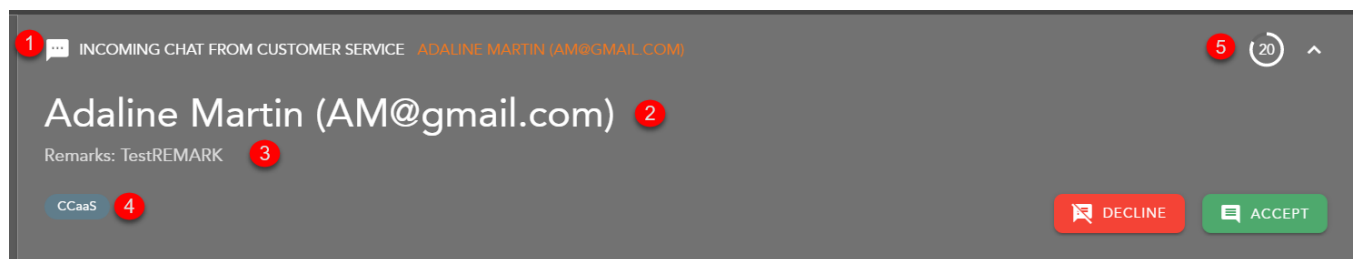 1 INCOMING CHAT FROM CUSTOMER SERVICE ADALINE MARTIN (AM@GMAIL.COM) 5 20
Adaline Martin (AM@gmail.com) 2
Remarks: TestREMARK 3
CCaaS 4 DECLINE ACCEPT